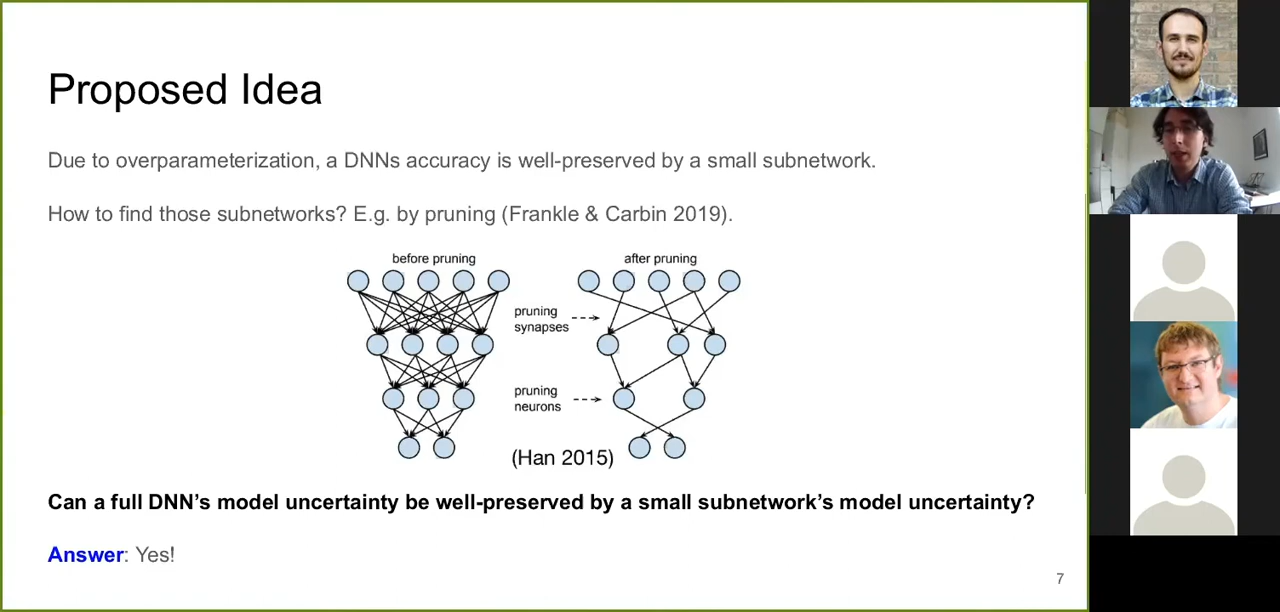 Proposed Idea
Due to overparameterization, a DNNs accuracy is well-preserved by a small subnetwork.
How to find those subnetworks? E.g. by pruning (Frankle & Carbin 2019).
before pruning
after pruning
pruning
synapses
pruning
neurons
(Han 2015)
Can a full DNN’s model uncertainty be well-preserved by a small subnetwork’s model uncertainty?
Answer: Yes!
7